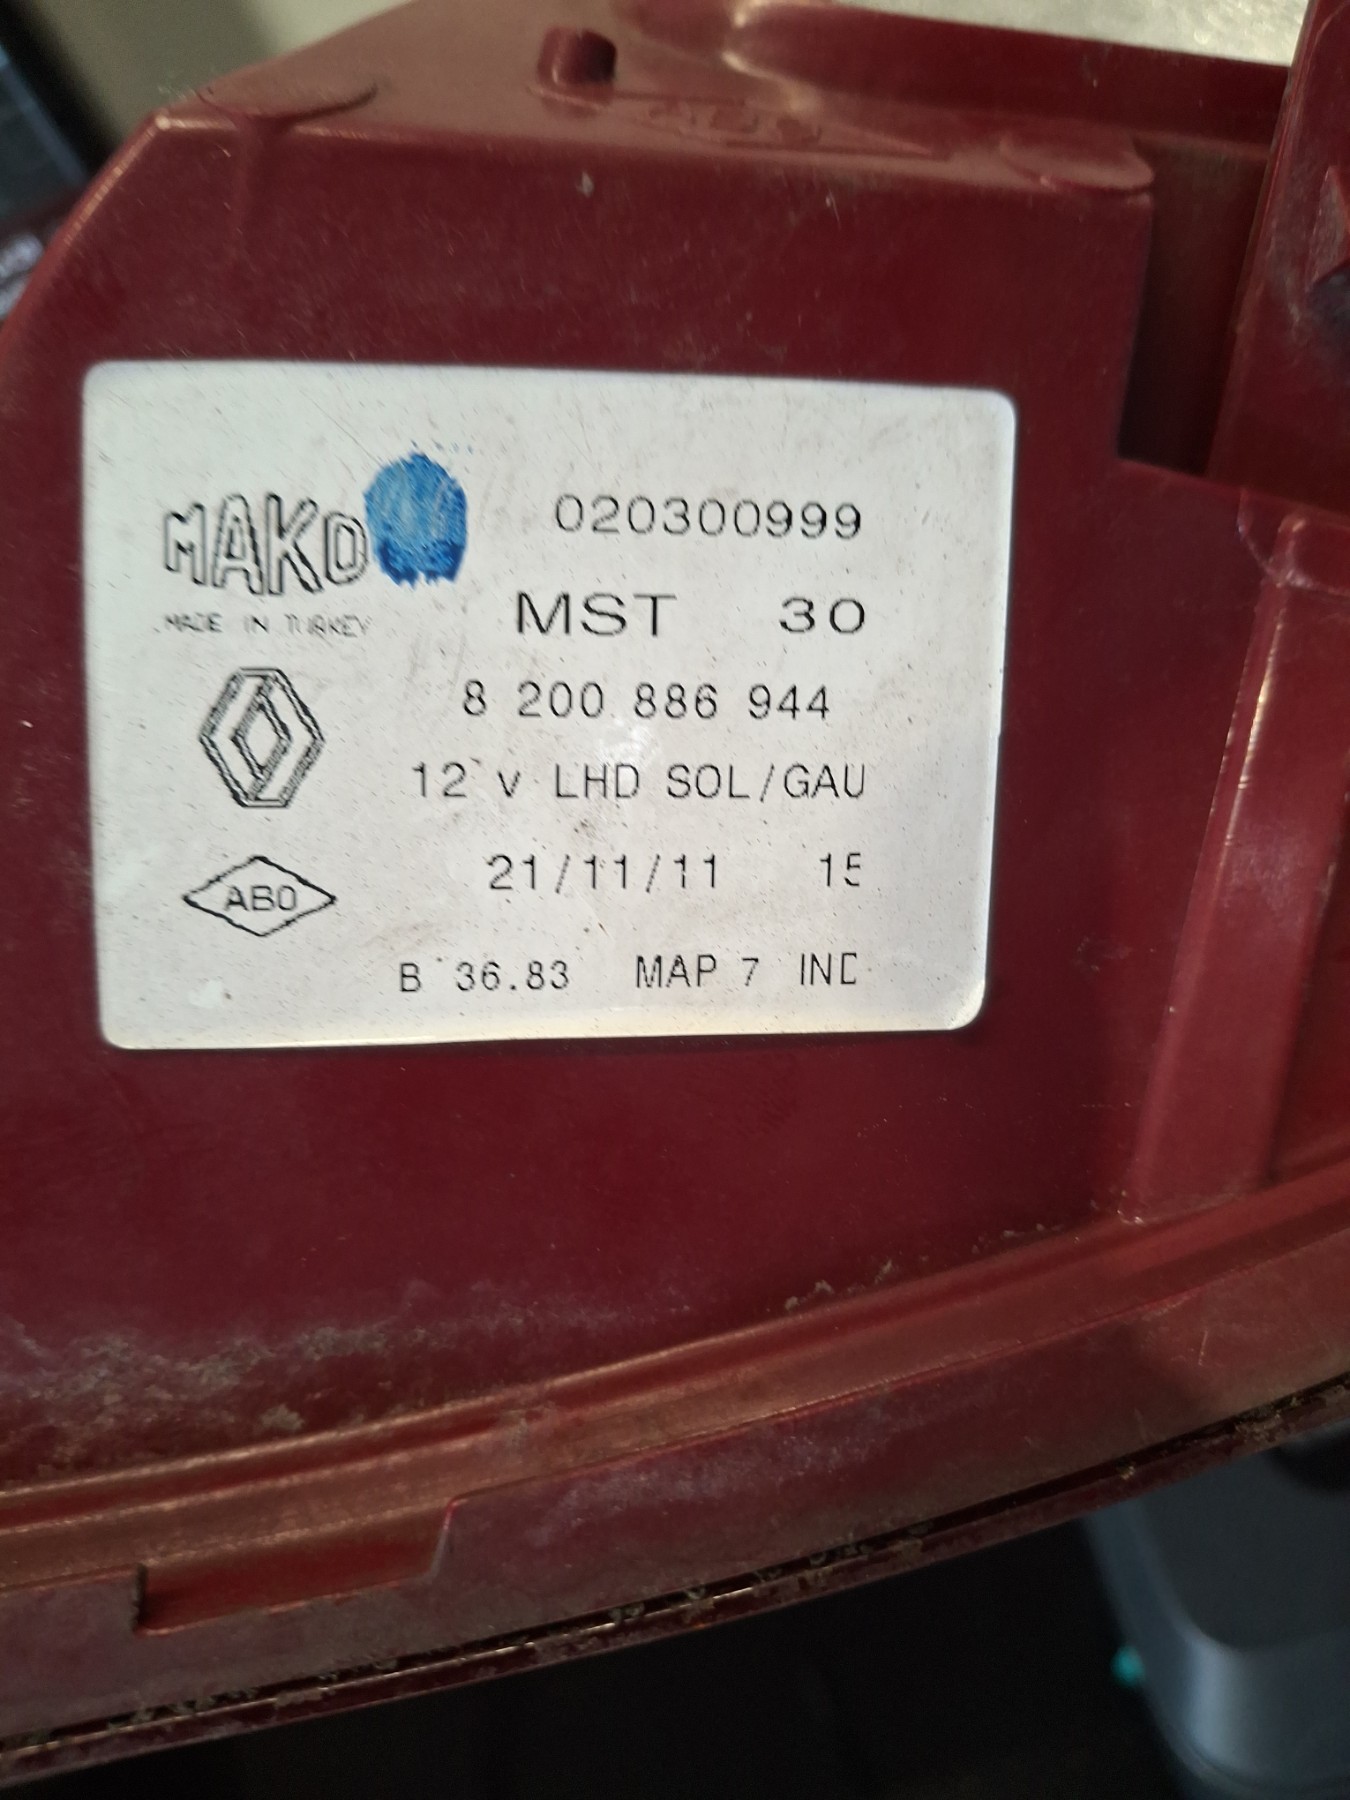 MAKO
020300999
MADE IN TURKEY
MST 30
8 200 886 944
12 V LHD SOL/GAU
ABO
21/11/11 15
B 36.83 MAP 7 IND